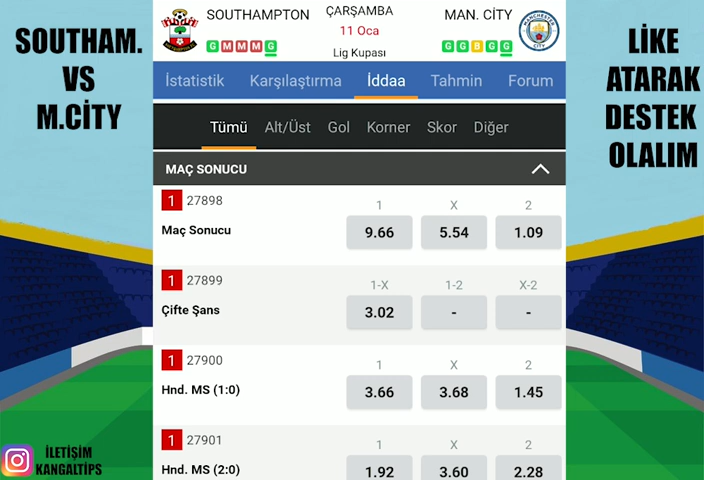 SOUTHAM.
VS
M.CİTY
SOUTHAMPTON
G M M M G
ÇARŞAMBA
11 Oca
Lig Kupası
MAN. CİTY
G G B G G
LİKE
ATARAK
DESTEK
OLALIM
İstatistik Karşılaştırma İddaa Tahmin Forum
Tümü Alt/Üst Gol Korner Skor Diğer
MAÇ SONUCU
1 27898
Maç Sonucu
1 X 2
9.66 5.54 1.09
1 27899
Çifte Şans
1-X 1-2 X-2
3.02 - -
1 27900
Hnd. MS (1:0)
1 X 2
3.66 3.68 1.45
1 27901
Hnd. MS (2:0)
1 X 2
1.92 3.60 2.28
İLETİŞİM
KANGALTİPS